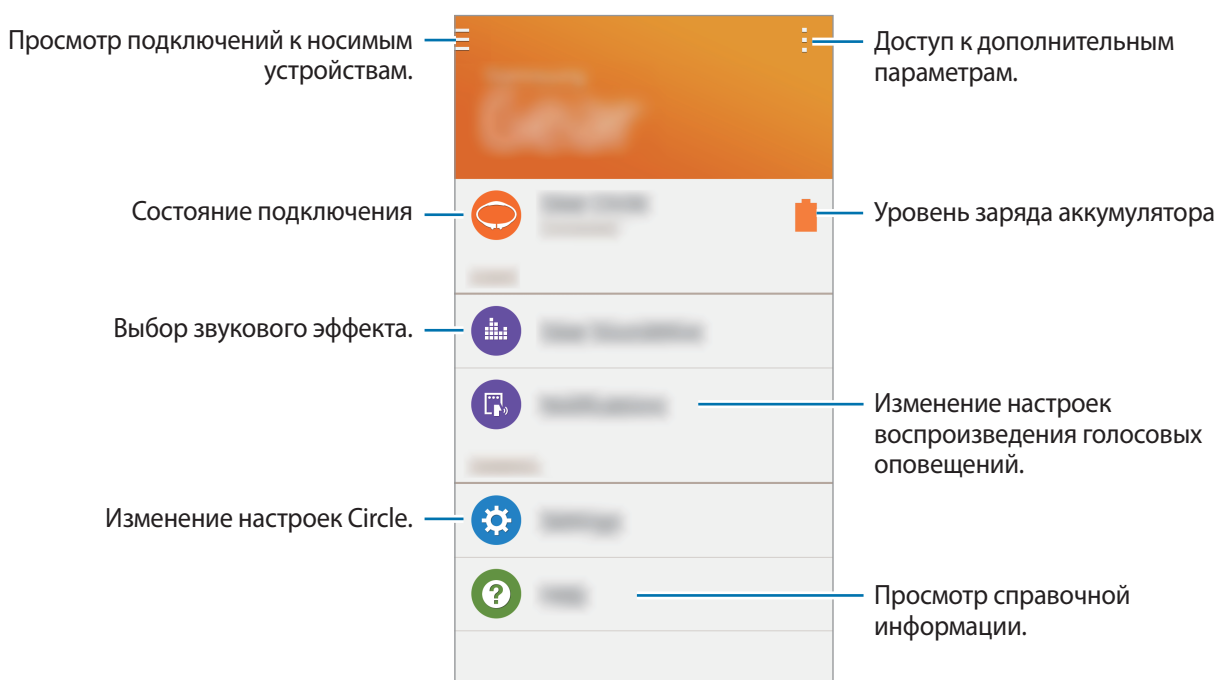 Просмотр подключений к носимым
устройствам.
Доступ к дополнительным
параметрам.
Gear
Состояние подключения
Уровень заряда аккумулятора
Выбор звукового эффекта.
Изменение настроек
воспроизведения голосовых
оповещений.
Изменение настроек Circle.
Просмотр справочной
информации.